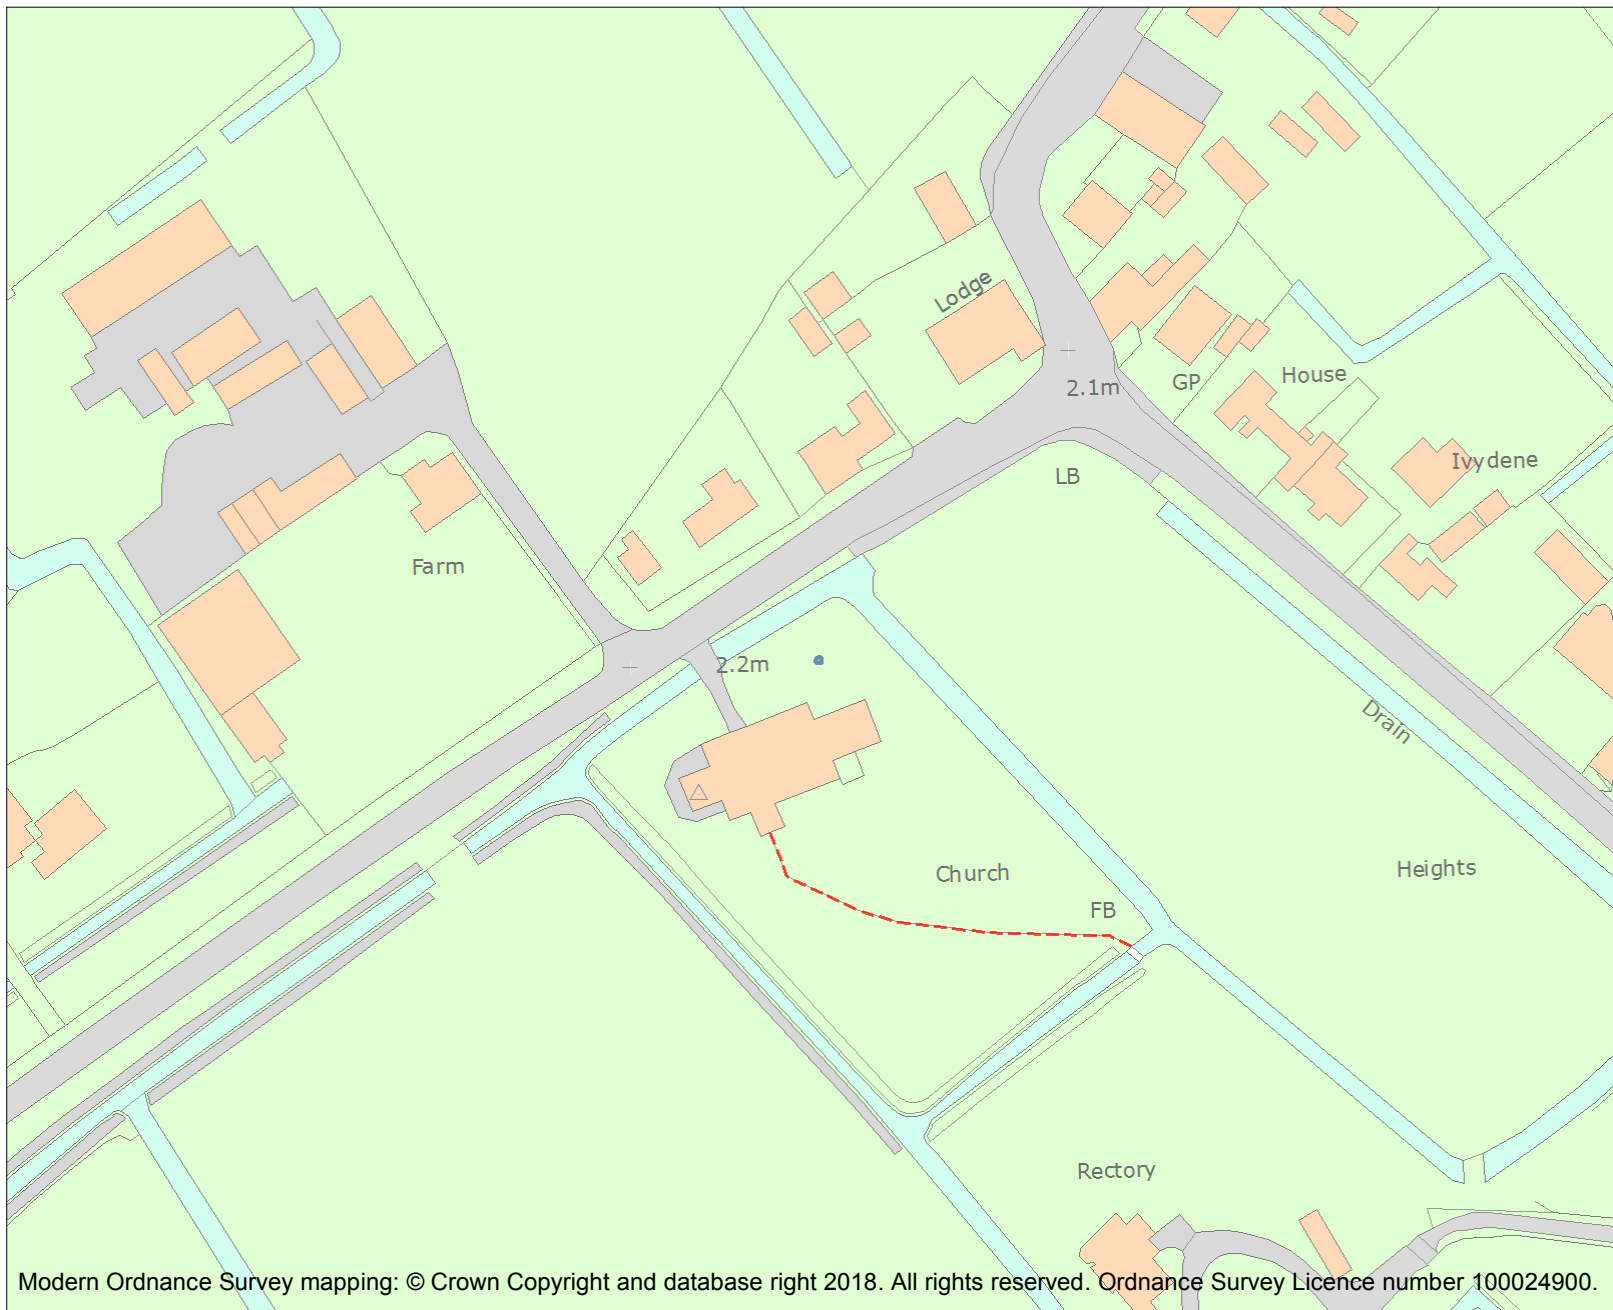 Lodge
2.1m
GP
House
LB
Ivydene
Farm
2.2m
Drain
Church
Heights
FB
Rectory
Modern Ordnance Survey mapping: © Crown Copyright and database right 2018. All rights reserved. Ordnance Survey Licence number 100024900.